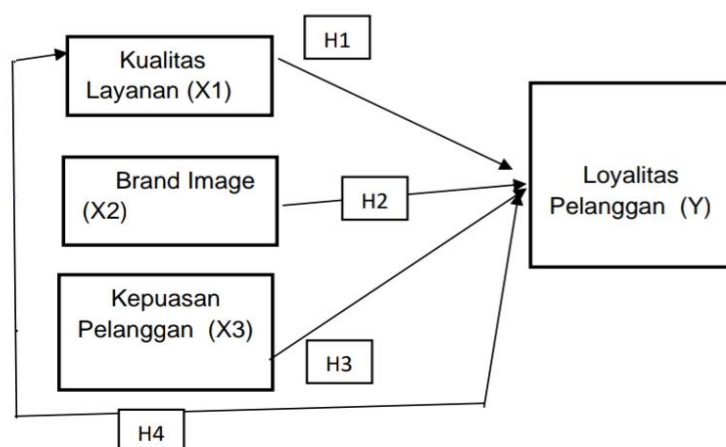 H1
Kualitas
Layanan (X1)
Brand Image
(X2)
H2
Loyalitas
Pelanggan (Y)
Kepuasan
Pelanggan (X3)
H3
H4